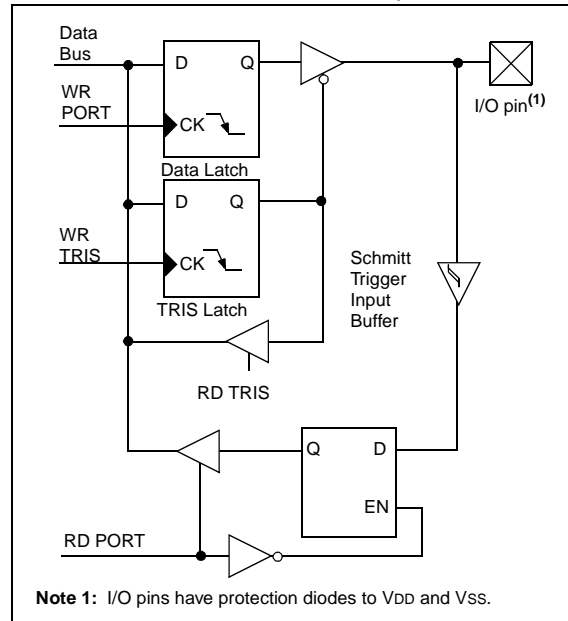 Data
Bus
D
Q
WR
PORT
CK
I/O pin(1)
Data Latch
D
Q
WR
TRIS
CK
Schmitt
Trigger
Input
Buffer
TRIS Latch
RD TRIS
Q
D
EN
RD PORT
Note 1: I/O pins have protection diodes to VDD and VSS.